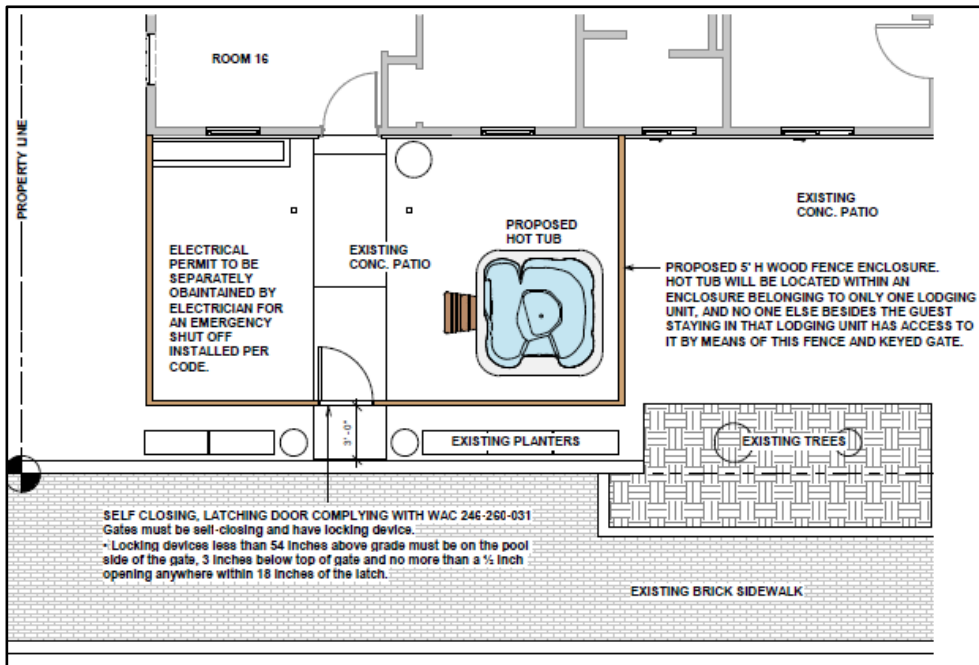 ROOM 16
PROPERTY LINE
EXISTING
CONC. PATIO
PROPOSED
HOT TUB
ELECTRICAL
PERMIT TO BE
SEPARATELY
OBAINTAINED BY
ELECTRICIAN FOR
AN EMERGENCY
SHUT OFF
INSTALLED PER
CODE.
EXISTING
CONC. PATIO
PROPOSED 5' H WOOD FENCE ENCLOSURE.
HOT TUB WILL BE LOCATED WITHIN AN
ENCLOSURE BELONGING TO ONLY ONE LODGING
UNIT, AND NO ONE ELSE BESIDES THE GUEST
STAYING IN THAT LODGING UNIT HAS ACCESS TO
IT BY MEANS OF THIS FENCE AND KEYED GATE.
3'-0"
EXISTING PLANTERS
EXISTING TREES
SELF CLOSING, LATCHING DOOR COMPLYING WITH WAC 246-260-031
Gates must be self-closing and have locking device.
• Locking devices less than 54 inches above grade must be on the pool
side of the gate, 3 inches below top of gate and no more than a ½ inch
opening anywhere within 18 inches of the latch.
EXISTING BRICK SIDEWALK